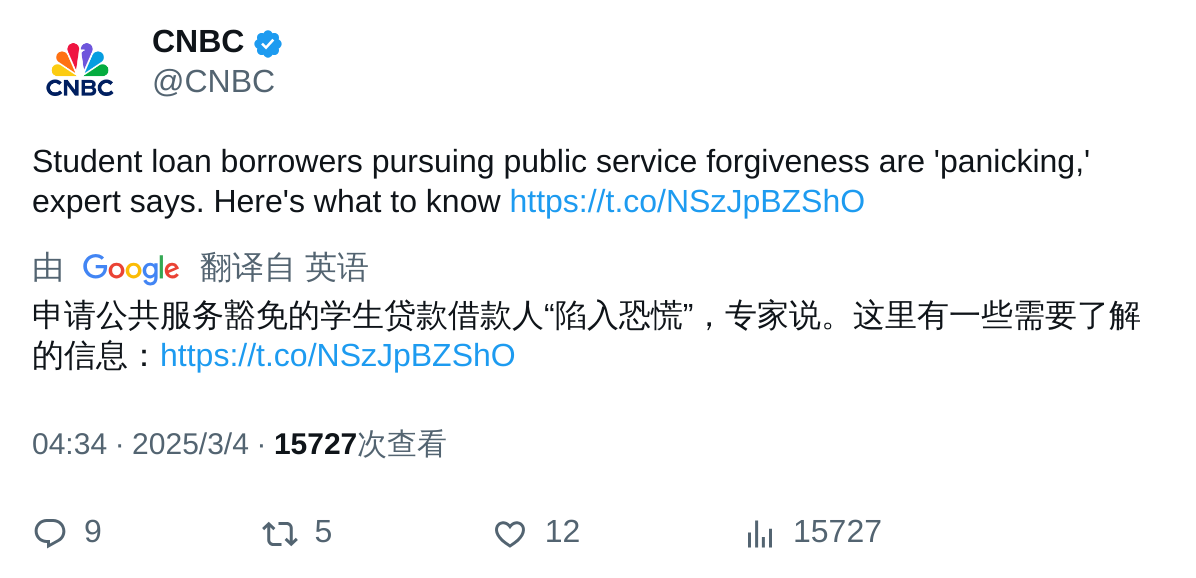 CNBC
CNBC
@CNBC
Student loan borrowers pursuing public service forgiveness are 'panicking,'
expert says. Here's what to know https://t.co/NSzJpBZShO
由 Google 翻译自 英语
申请公共服务豁免的学生贷款借款人“陷入恐慌”，专家说。这里有一些需要了解
的信息：https://t.co/NSzJpBZShO
04:34 · 2025/3/4 · 15727次查看
9 5 12 15727